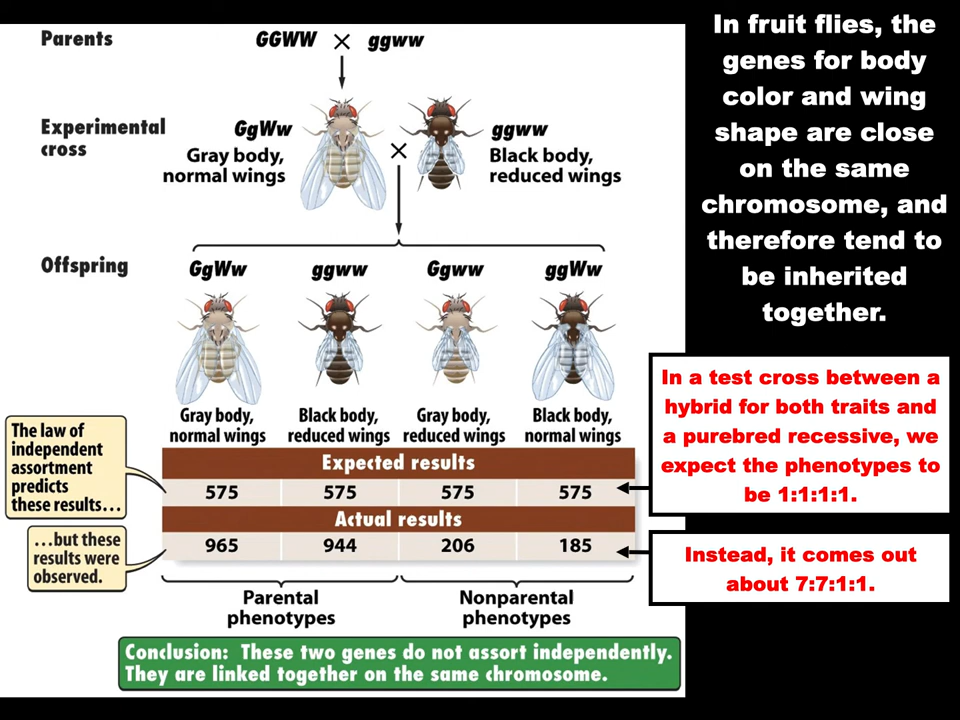 Parents
GGWW × ggww
Experimental
cross
GgWw
Gray body,
normal wings
×
ggww
Black body,
reduced wings
Offspring
GgWw ggww Ggww ggWw
Gray body,
normal wings
Black body,
reduced wings
Gray body,
reduced wings
Black body,
normal wings
The law of
independent
assortment
predicts
these results…
Expected results
575 575 575 575
Actual results
…but these
results were
observed.
965 944 206 185
Parental
phenotypes
Nonparental
phenotypes
Conclusion: These two genes do not assort independently.
They are linked together on the same chromosome.
In fruit flies, the
genes for body
color and wing
shape are close
on the same
chromosome, and
therefore tend to
be inherited
together.
In a test cross between a
hybrid for both traits and
a purebred recessive, we
expect the phenotypes to
be 1:1:1:1.
Instead, it comes out
about 7:7:1:1.